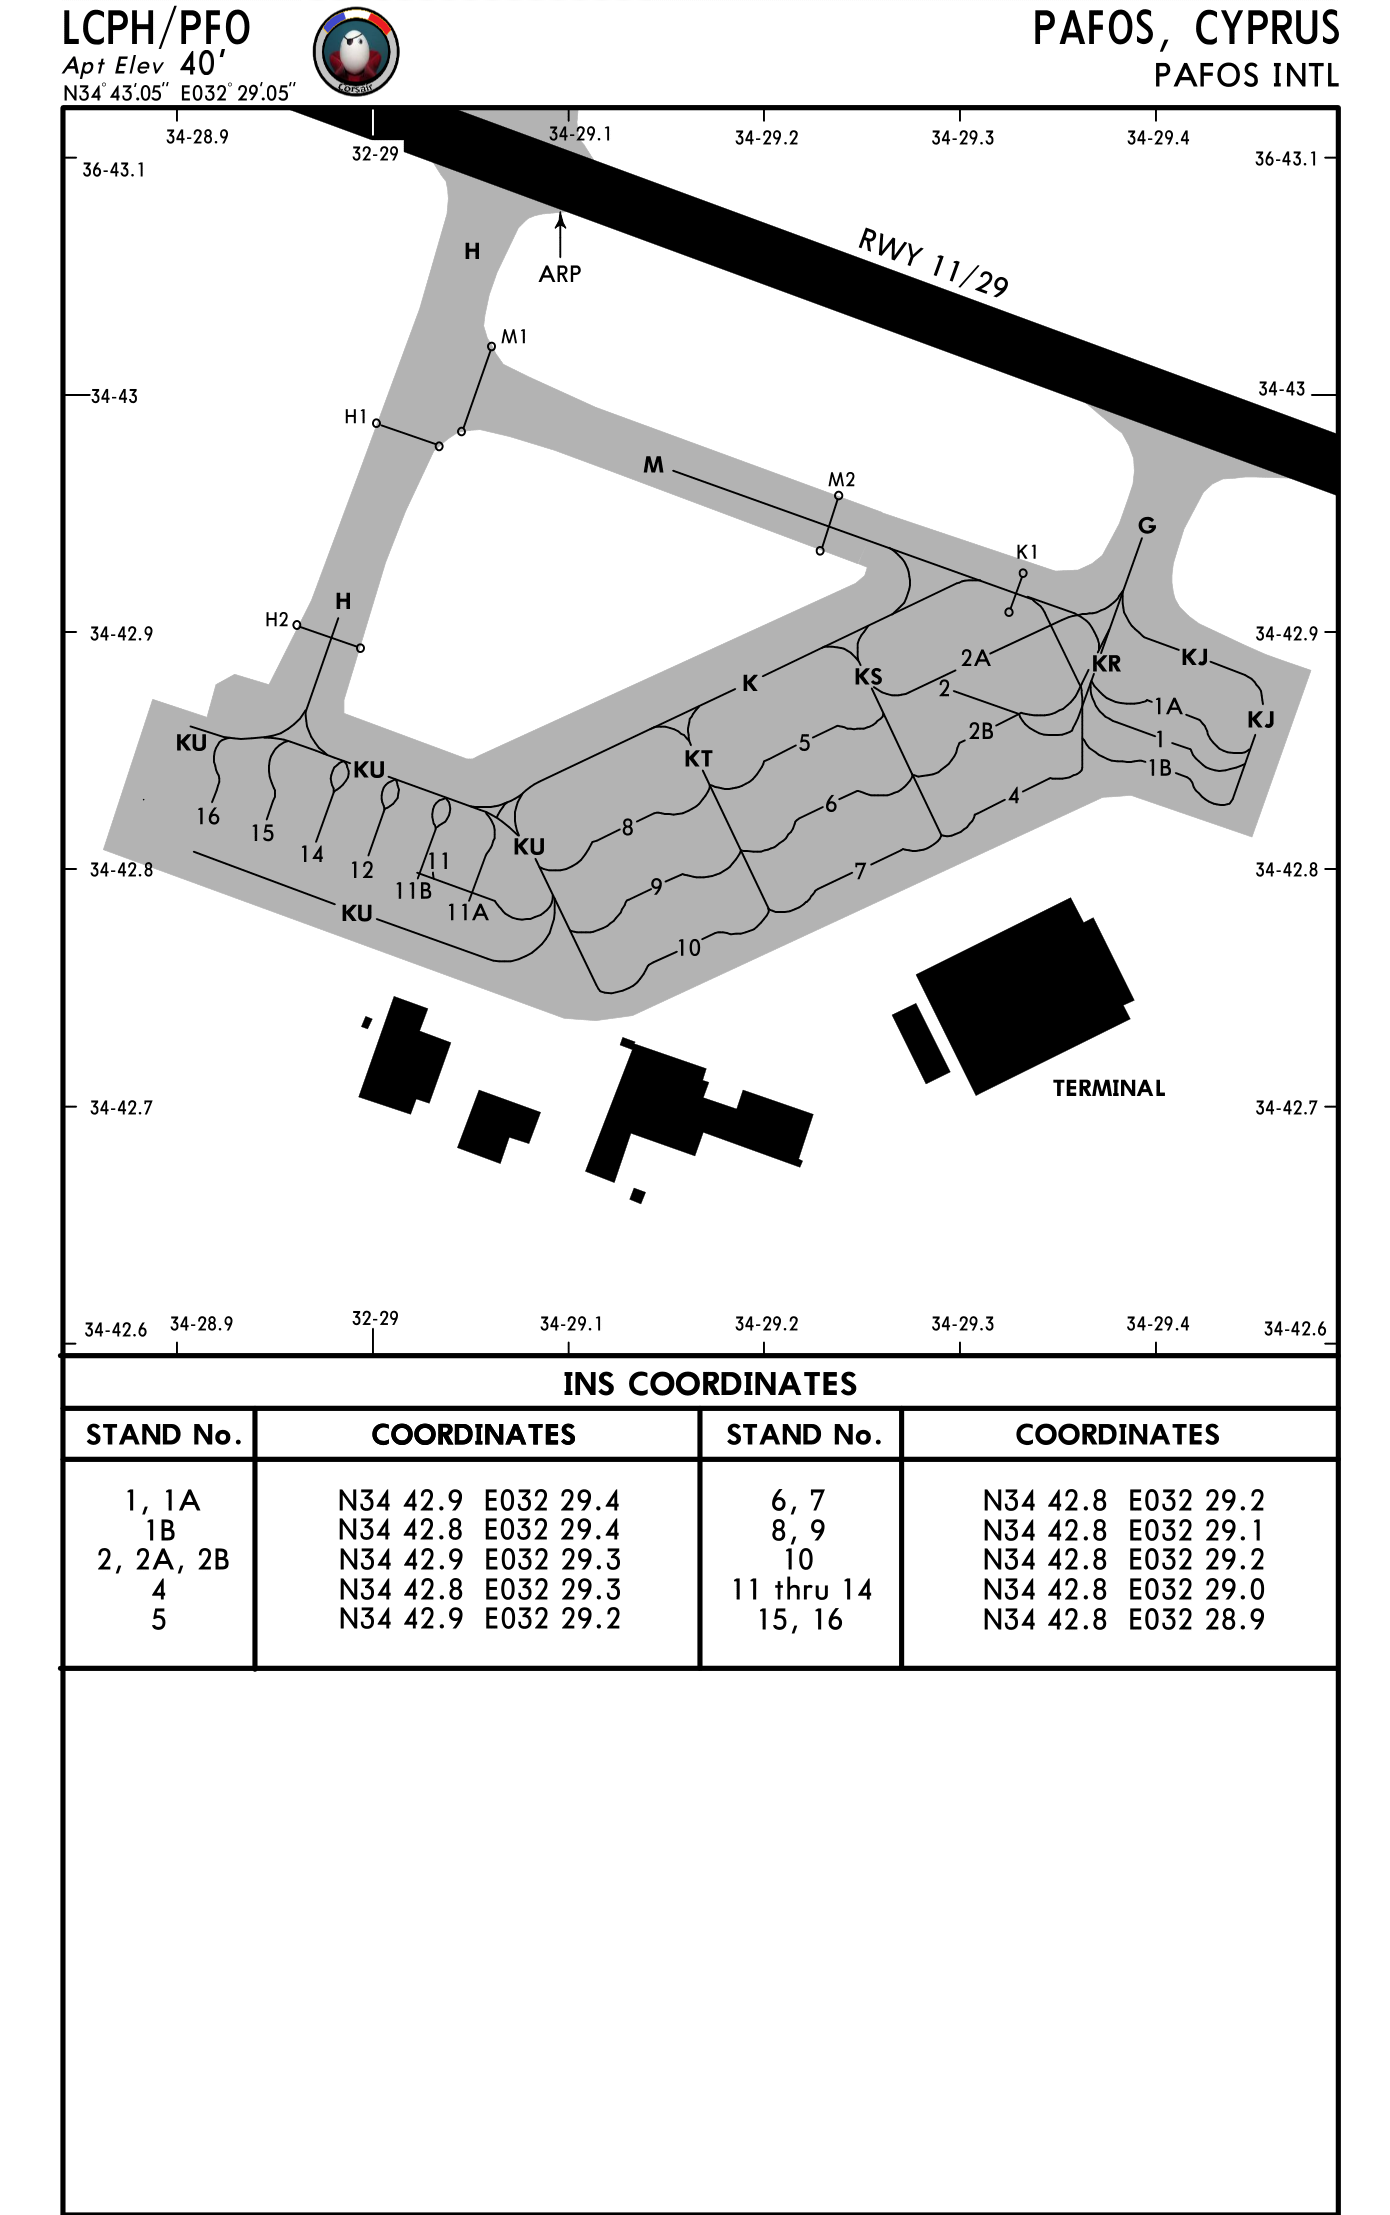 LCPH/PFO
Apt Elev 40'
N34°43'.05" E032°29'.05"
Corsair
PAFOS, CYPRUS
PAFOS INTL
34-28.9
32-29
34-29.1
34-29.2
34-29.3
34-29.4
36-43.1
36-43.1
RWY 11/29
H
ARP
M1
34-43
34-43
H1
M
M2
G
K1
H
H2
34-42.9
34-42.9
2A
KR
KJ
K
KS
2
1A
KJ
KU
2B
1
5
KT
KU
1B
16
15
14
12
11
11B
11A
KU
8
6
4
34-42.8
34-42.8
7
9
KU
10
TERMINAL
34-42.7
34-42.7
34-42.6
34-28.9
32-29
34-29.1
34-29.2
34-29.3
34-29.4
34-42.6
INS COORDINATES
STAND No. COORDINATES STAND No. COORDINATES
1, 1A N34 42.9 E032 29.4 6, 7 N34 42.8 E032 29.2
1B N34 42.8 E032 29.4 8, 9 N34 42.8 E032 29.1
2, 2A, 2B N34 42.9 E032 29.3 10 N34 42.8 E032 29.2
4 N34 42.8 E032 29.3 11 thru 14 N34 42.8 E032 29.0
5 N34 42.9 E032 29.2 15, 16 N34 42.8 E032 28.9